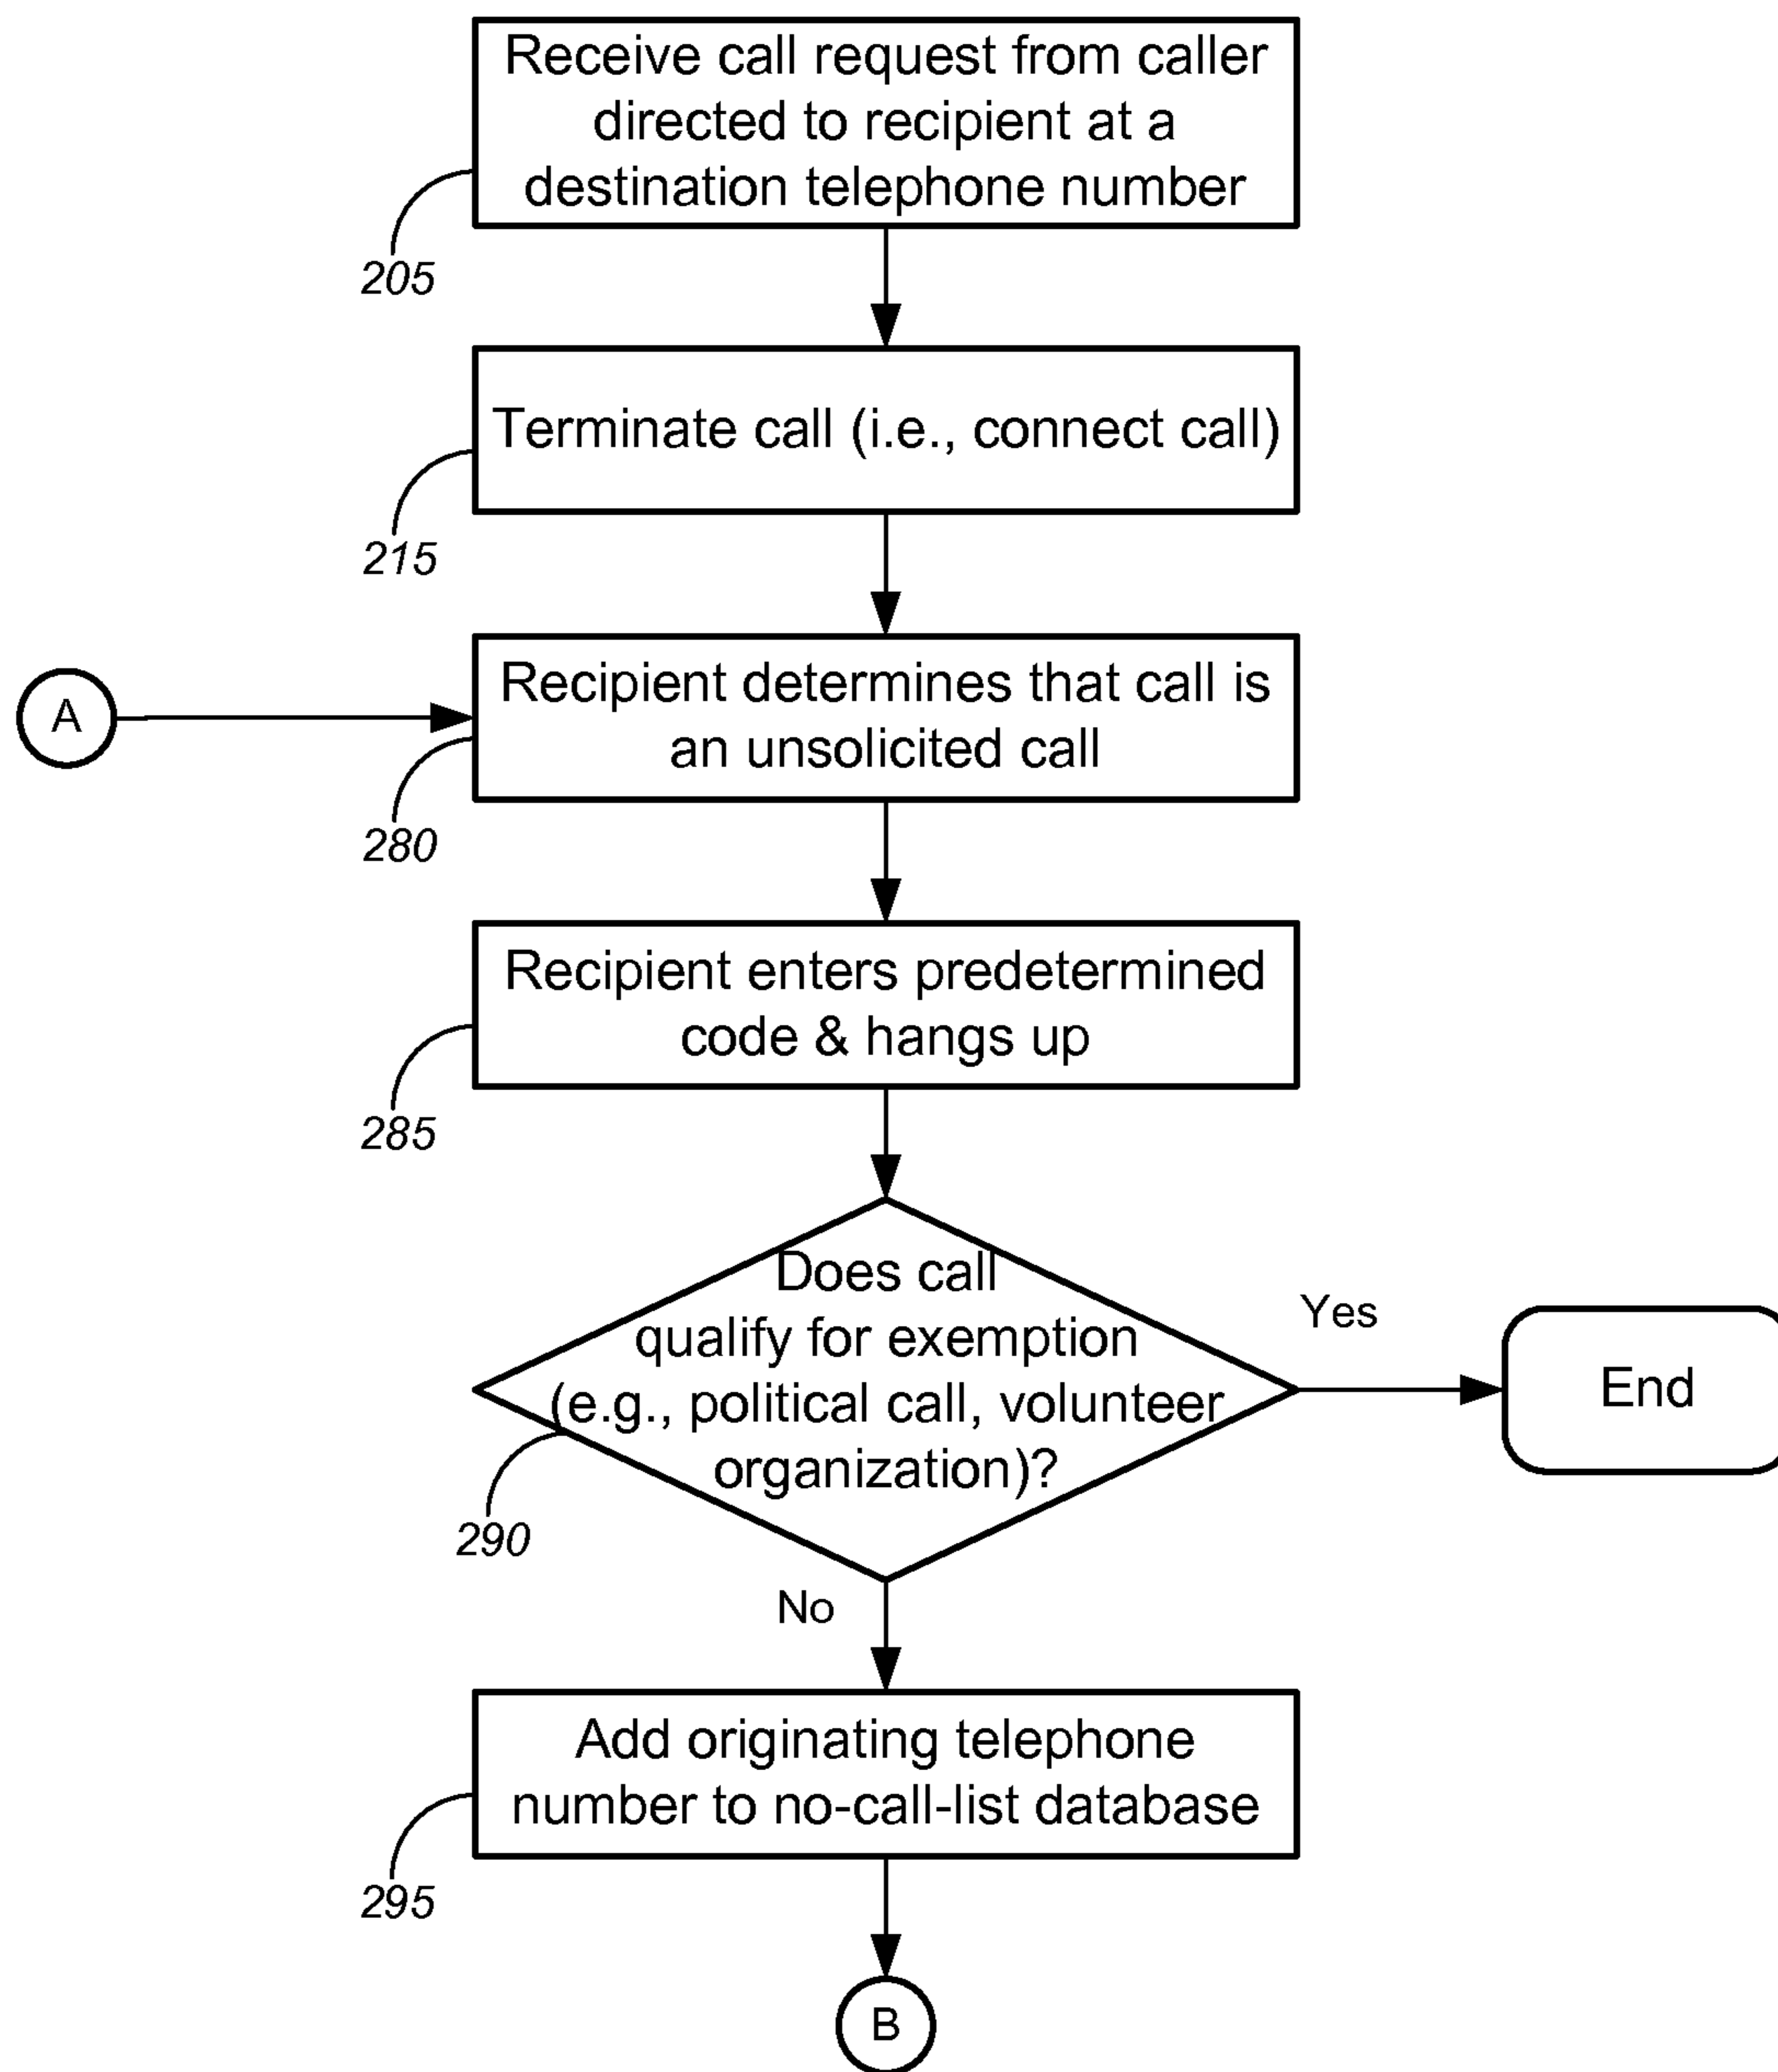 Receive call request from caller
directed to recipient at a
destination telephone number
205
Terminate call (i.e., connect call)
215
A
Recipient determines that call is
an unsolicited call
280
Recipient enters predetermined
code & hangs up
285
Does call
qualify for exemption
(e.g., political call, volunteer
organization)?
290
Yes
End
No
Add originating telephone
number to no-call-list database
295
B